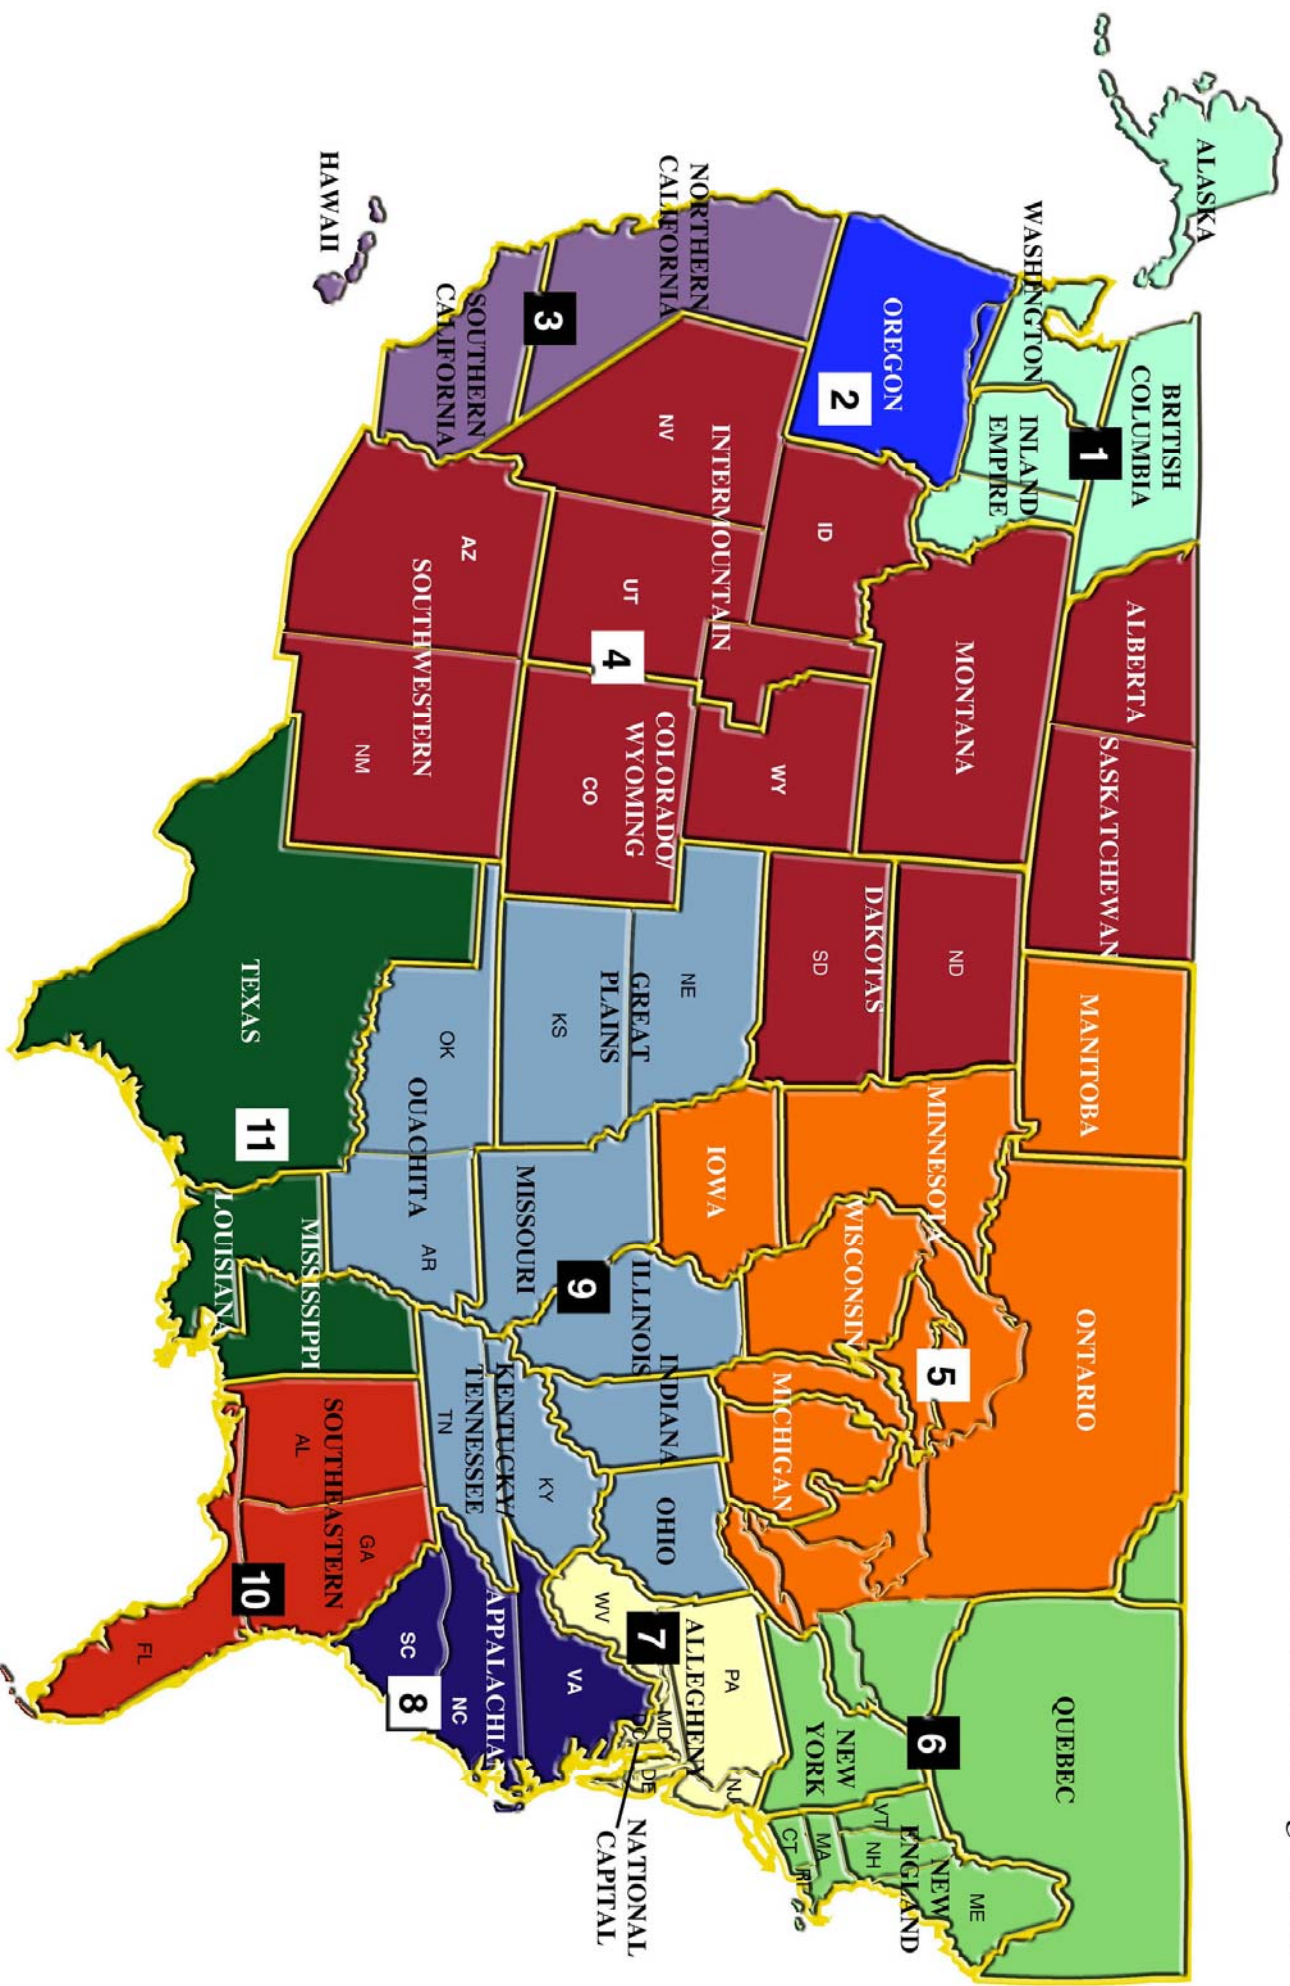 ALASKA
BRITISH
COLUMBIA
WASHINGTON
INLAND
EMPIRE
1
OREGON
2
NORTHERN
CALIFORNIA
3
SOUTHERN
CALIFORNIA
HAWAII
ALBERTA
SASKATCHEWAN
MONTANA
ID
INTERMOUNTAIN
NV
UT
4
WY
COLORADO/
WYOMING
CO
AZ
SOUTHWESTERN
NM
ND
DAKOTAS
SD
MANITOBA
ONTARIO
MINNESOTA
WISCONSIN
5
MICHIGAN
IOWA
NE
GREAT
PLAINS
KS
OK
OUACHITA
AR
MISSOURI
9
ILLINOIS
INDIANA
OHIO
KENTUCKY/
TENNESSEE
KY
TN
TEXAS
11
LOUISIANA
MISSISSIPPI
SOUTHEASTERN
AL
GA
10
FL
APPALACHIAN
VA
NC
SC
8
ALLEGHENY
7
WV
PA
MD
DC
DE
NJ
NATIONAL
CAPITAL
QUEBEC
6
NEW
YORK
NEW
ENGLAND
VT
NH
ME
MA
CT
RI